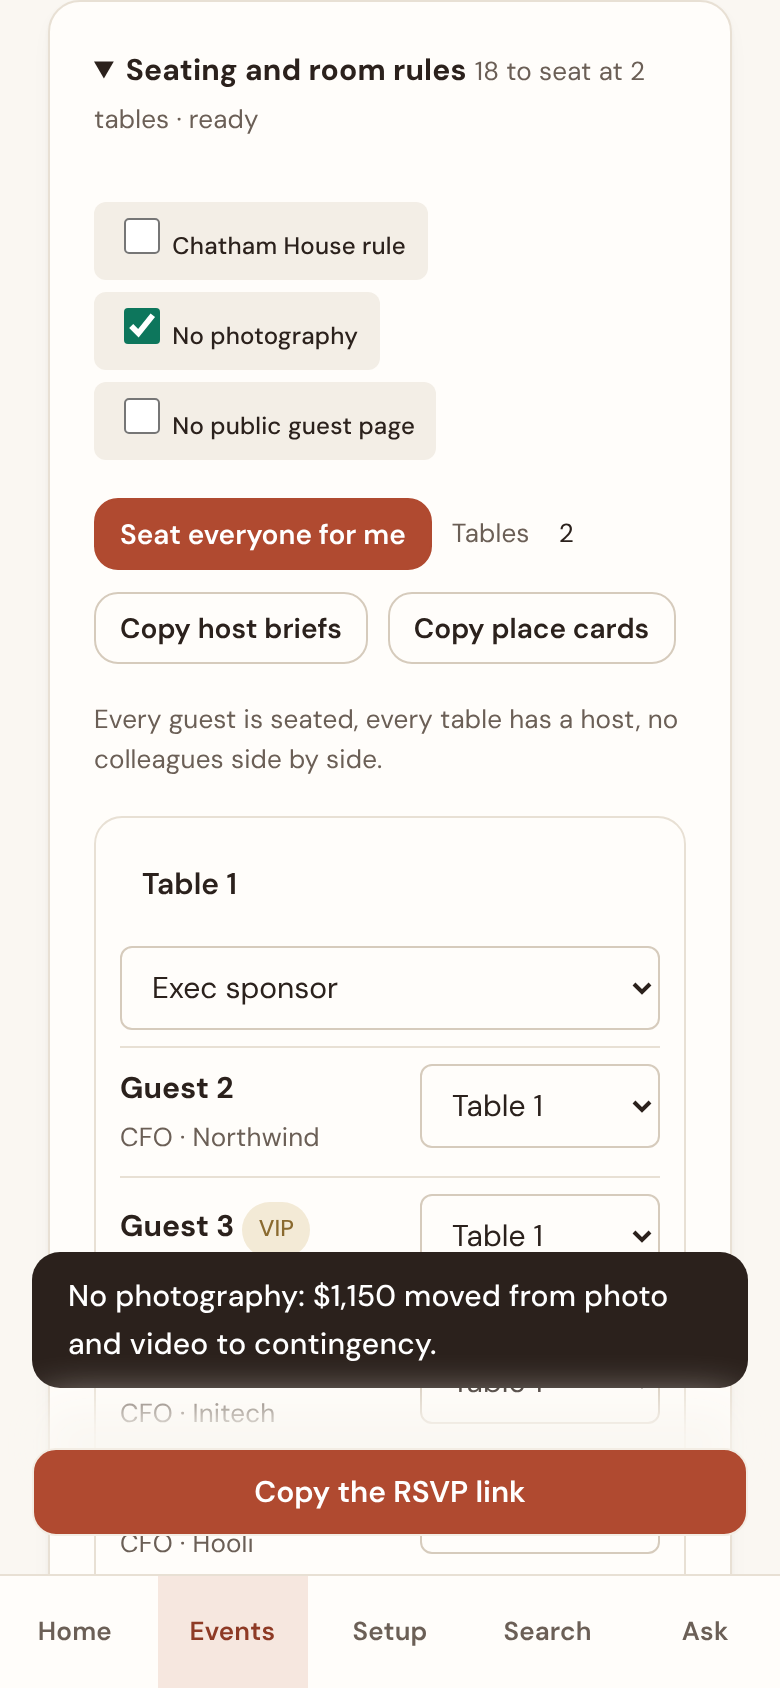 ▼ Seating and room rules 18 to seat at 2
tables · ready
Chatham House rule
No photography
No public guest page
Seat everyone for me Tables 2
Copy host briefs Copy place cards
Every guest is seated, every table has a host, no
colleagues side by side.
Table 1
Exec sponsor
Guest 2 Table 1
CFO · Northwind
Guest 3 VIP Table 1
No photography: $1,150 moved from photo
and video to contingency.
Table 1
CFO · Initech
Copy the RSVP link
CFO · Hooli
Home Events Setup Search Ask